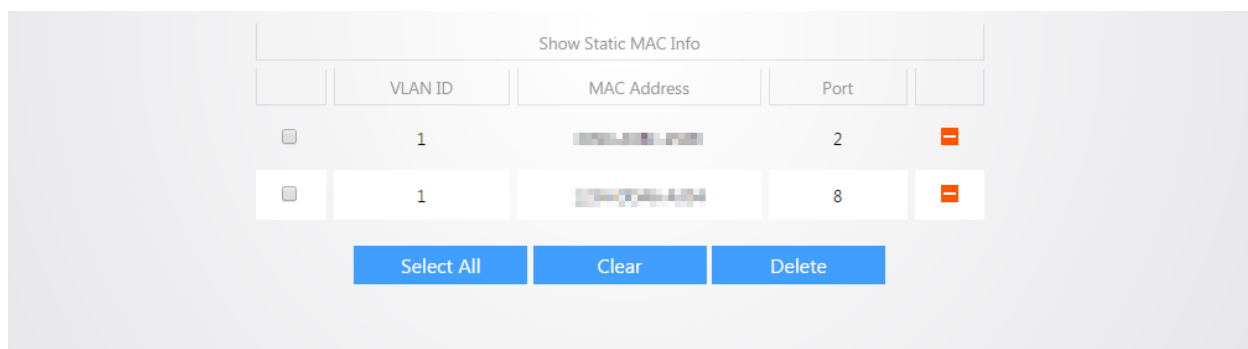 Show Static MAC Info
VLAN ID MAC Address Port
1 2
1 8
Select All Clear Delete